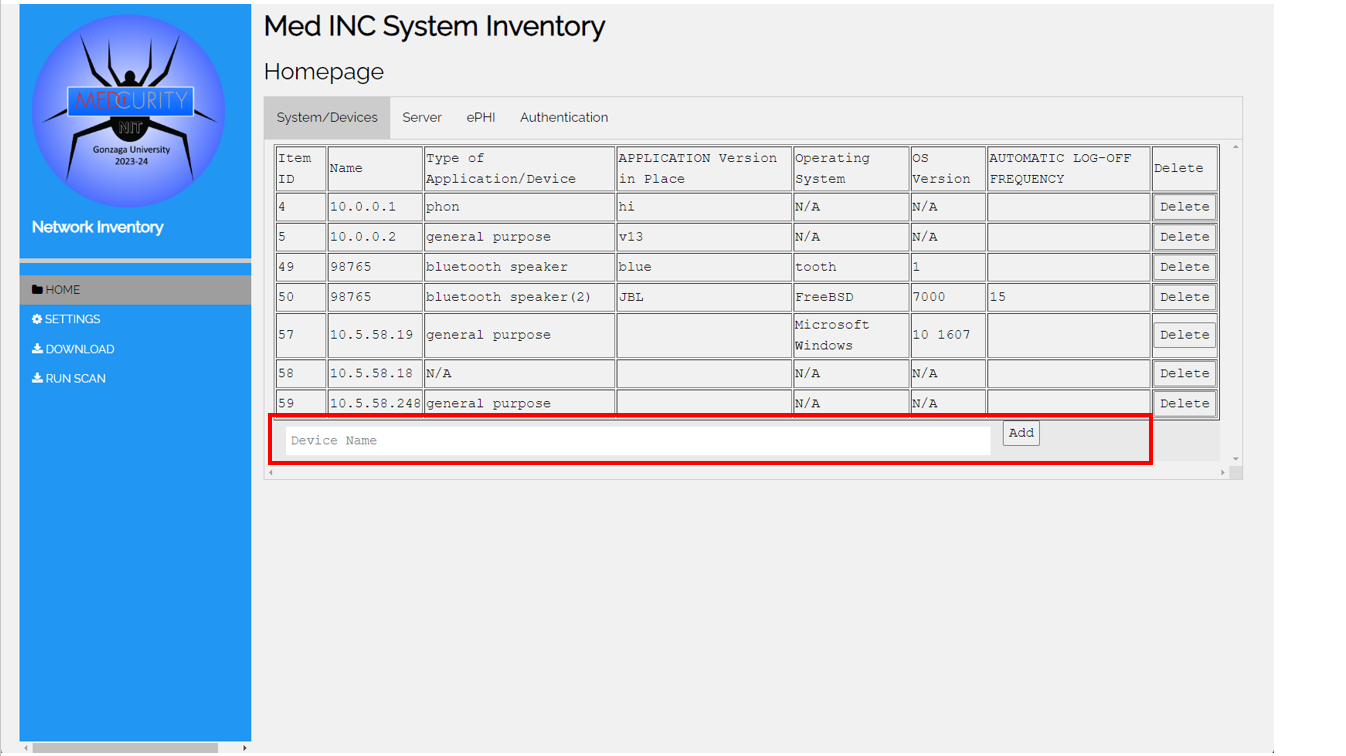 MEDCURITY
NIT
Gonzaga University
2023-24
Network Inventory
HOME
SETTINGS
DOWNLOAD
RUN SCAN
Med INC System Inventory
Homepage
System/Devices Server ePHI Authentication
Item ID Name Type of Application/Device APPLICATION Version in Place Operating System OS Version AUTOMATIC LOG-OFF FREQUENCY Delete
4 10.0.0.1 phon hi N/A N/A Delete
5 10.0.0.2 general purpose v13 N/A N/A Delete
49 98765 bluetooth speaker blue tooth 1 Delete
50 98765 bluetooth speaker(2) JBL FreeBSD 7000 15 Delete
57 10.5.58.19 general purpose Microsoft Windows 10 1607 Delete
58 10.5.58.18 N/A N/A N/A Delete
59 10.5.58.248 general purpose N/A N/A Delete
Device Name Add